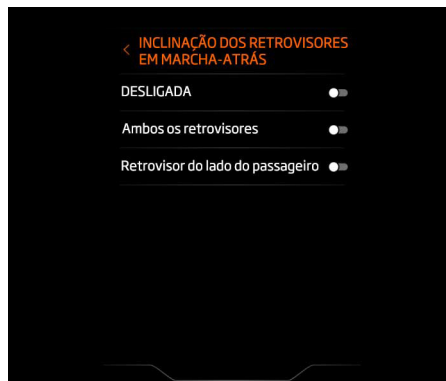 INCLINAÇÃO DOS RETROVISORES
EM MARCHA-ATRÁS
DESLIGADA
Ambos os retrovisores
Retrovisor do lado do passageiro